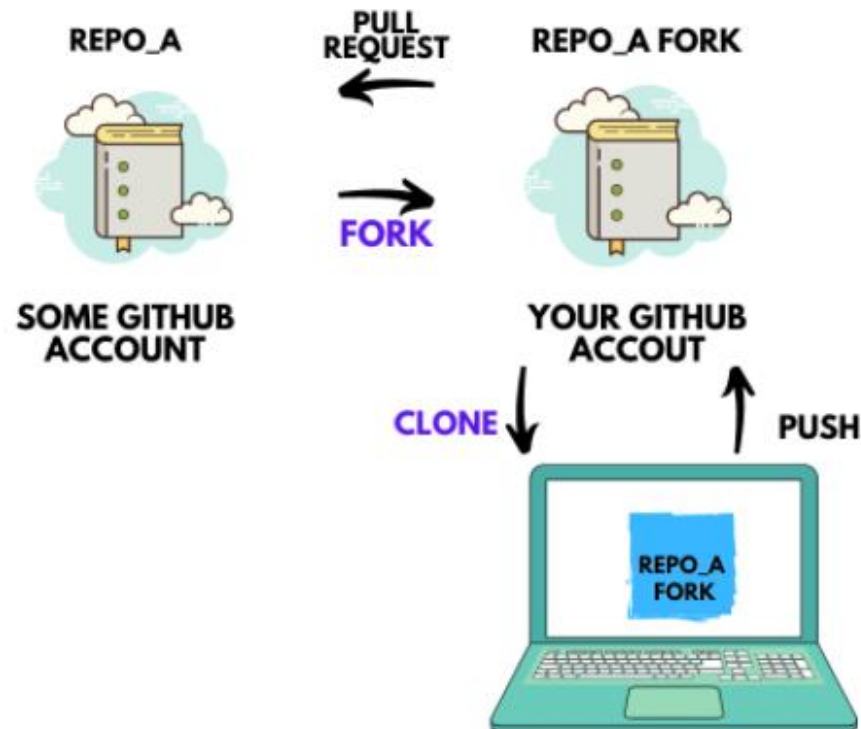 REPO_A
PULL
REQUEST
REPO_A FORK
FORK
SOME GITHUB
ACCOUNT
YOUR GITHUB
ACCOUT
CLONE
PUSH
REPO_A
FORK